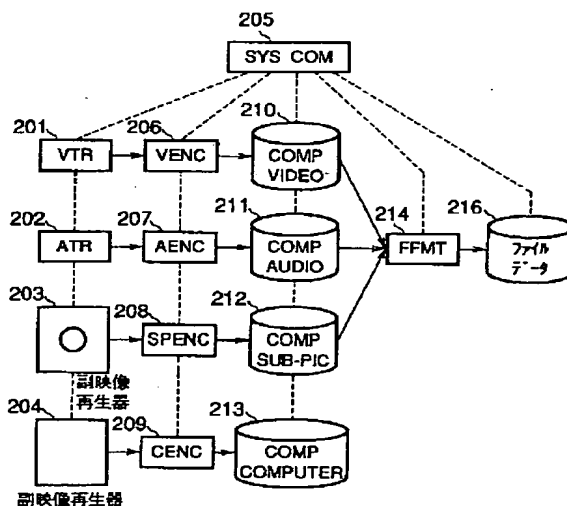 205
SYS COM
201
VTR
206
VENC
210
COMP
VIDEO
202
ATR
207
AENC
211
COMP
AUDIO
214
FFMT
216
ファイル
データ
203
副映像
再生器
208
SPENC
212
COMP
SUB-PIC
204
副映像再生器
209
CENC
213
COMP
COMPUTER